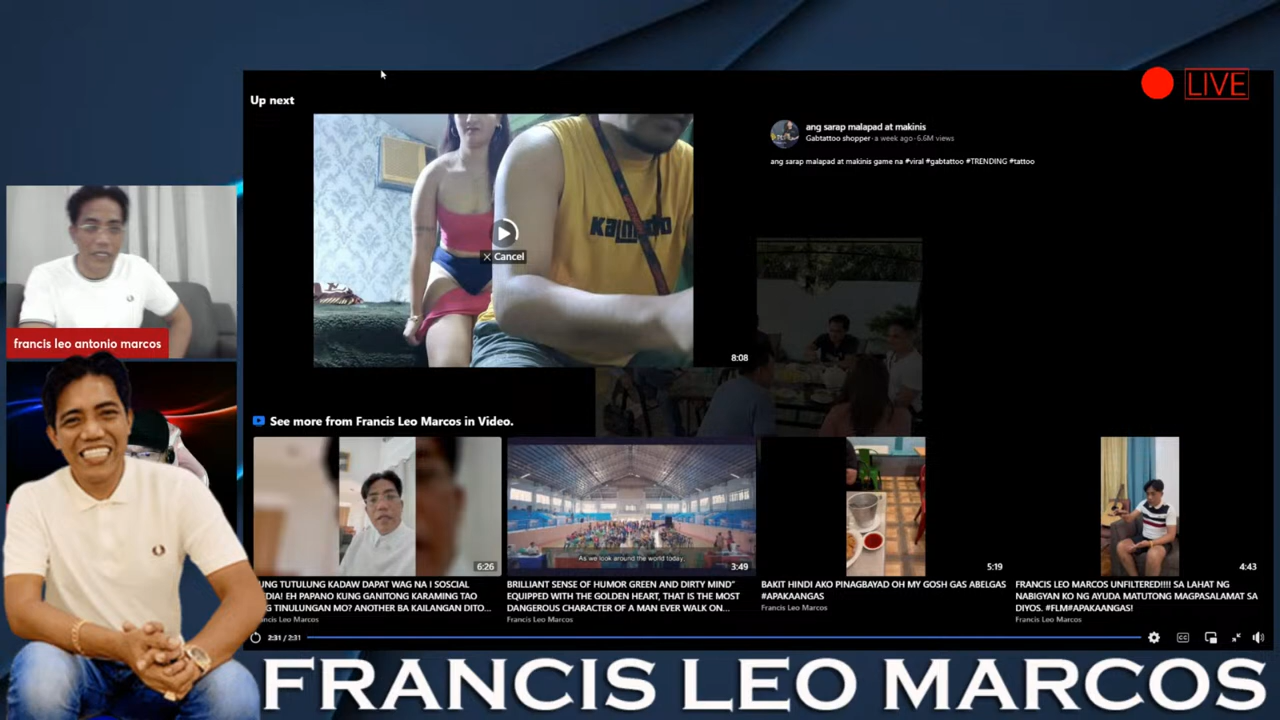 LIVE
Up next
ang sarap malapad at makinis
Gabtattoo shopper · a week ago · 6.6M views
ang sarap malapad at makinis game na #viral #gabtattoo #TRENDING #tattoo
Cancel
8:08
francis leo antonio marcos
See more from Francis Leo Marcos in Video.
As we look around the world today,
6:26
3:49
5:19
4:43
UNG TUTULUNG KADAW DAPAT WAG NA I SOSCIAL
DIA! EH PAPANO KUNG GANITONG KARAMING TAO
G TINULUNGAN MO? ANOTHER BA KAILANGAN DITO...
ncis Leo Marcos
BRILLIANT SENSE OF HUMOR GREEN AND DIRTY MIND"
EQUIPPED WITH THE GOLDEN HEART, THAT IS THE MOST
DANGEROUS CHARACTER OF A MAN EVER WALK ON...
Francis Leo Marcos
BAKIT HINDI AKO PINAGBAYAD OH MY GOSH GAS ABELGAS
#APAKAANGAS
Francis Leo Marcos
FRANCIS LEO MARCOS UNFILTERED!!!! SA LAHAT NG
NABIGYAN KO NG AYUDA MATUTONG MAGPASALAMAT SA
DIYOS. #FLM#APAKAANGAS!
Francis Leo Marcos
2:31 / 2:31
CC
FRANCIS LEO MARCOS